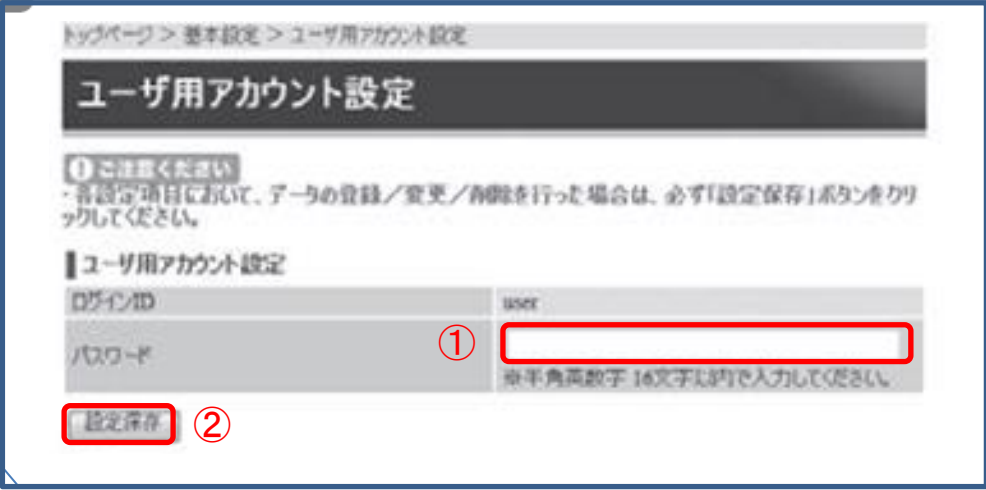 トップページ > 基本設定 > ユーザ用アカウント設定
ユーザ用アカウント設定
ご注意ください
・各設定項目において、データの登録／変更／削除を行った場合は、必ず「設定保存」ボタンをクリ
ックしてください。
ユーザ用アカウント設定
ログインID user
パスワード ①
※半角英数字 16文字以内で入力してください。
設定保存 ②